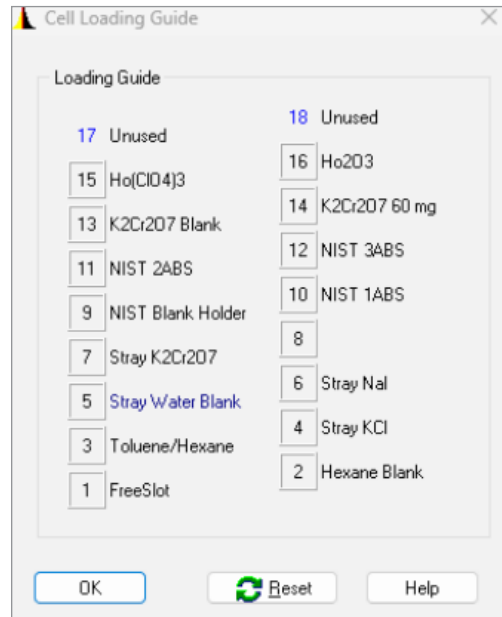 Cell Loading Guide
Loading Guide
17 Unused
15 Ho(ClO4)3
13 K2Cr2O7 Blank
11 NIST 2ABS
9 NIST Blank Holder
7 Stray K2Cr2O7
5 Stray Water Blank
3 Toluene/Hexane
1 FreeSlot
18 Unused
16 Ho2O3
14 K2Cr2O7 60 mg
12 NIST 3ABS
10 NIST 1ABS
8
6 Stray NaI
4 Stray KCl
2 Hexane Blank
OK
Reset
Help